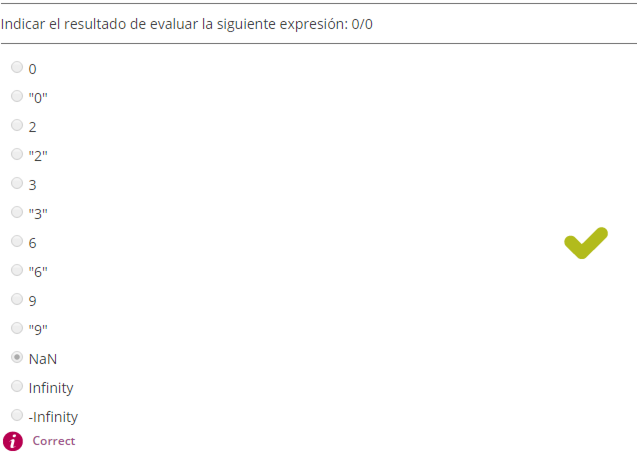 Indicar el resultado de evaluar la siguiente expresión: 0/0
0
"0"
2
"2"
3
"3"
6
"6"
9
"9"
NaN
Infinity
-Infinity
i Correct